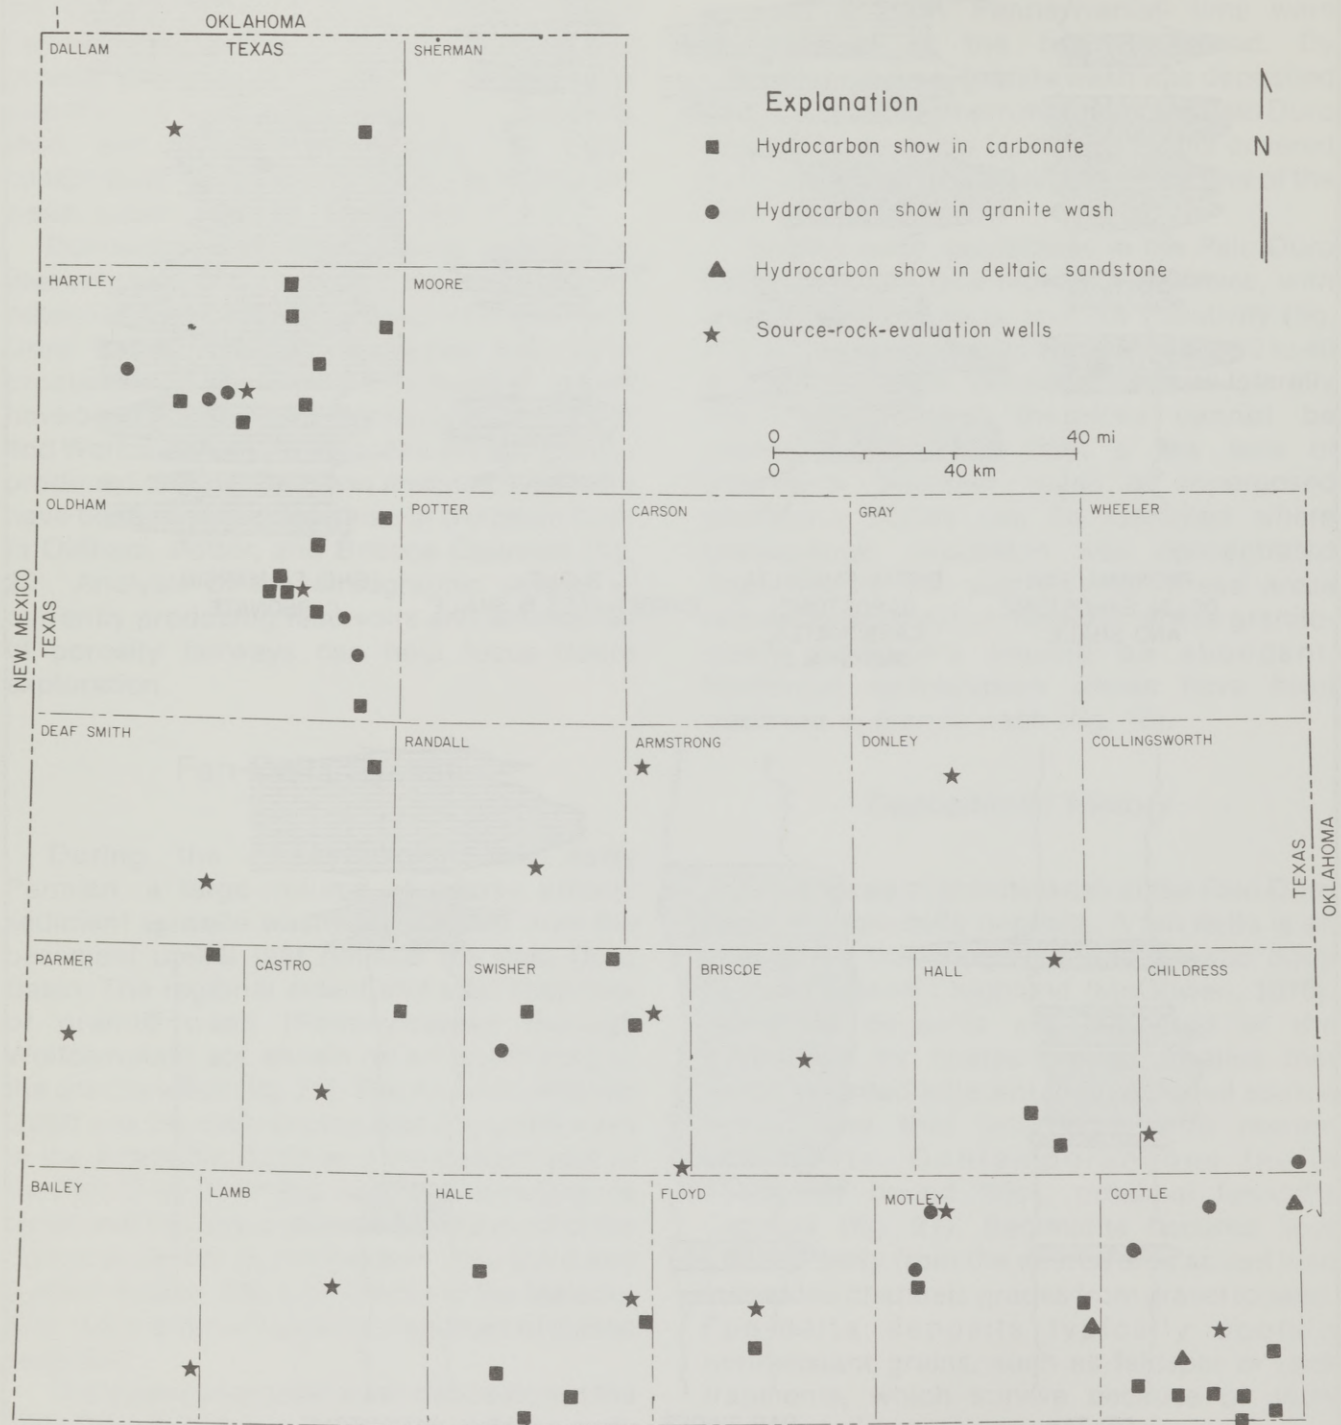 OKLAHOMA
TEXAS
DALLAM
SHERMAN
Explanation
Hydrocarbon show in carbonate
N
Hydrocarbon show in granite wash
Hydrocarbon show in deltaic sandstone
Source-rock-evaluation wells
HARTLEY
MOORE
0 40 mi
0 40 km
OLDHAM
POTTER
CARSON
GRAY
WHEELER
NEW MEXICO
TEXAS
DEAF SMITH
RANDALL
ARMSTRONG
DONLEY
COLLINGSWORTH
TEXAS
OKLAHOMA
PARMER
CASTRO
SWISHER
BRISCOE
HALL
CHILDRESS
BAILEY
LAMB
HALE
FLOYD
MOTLEY
COTTLE